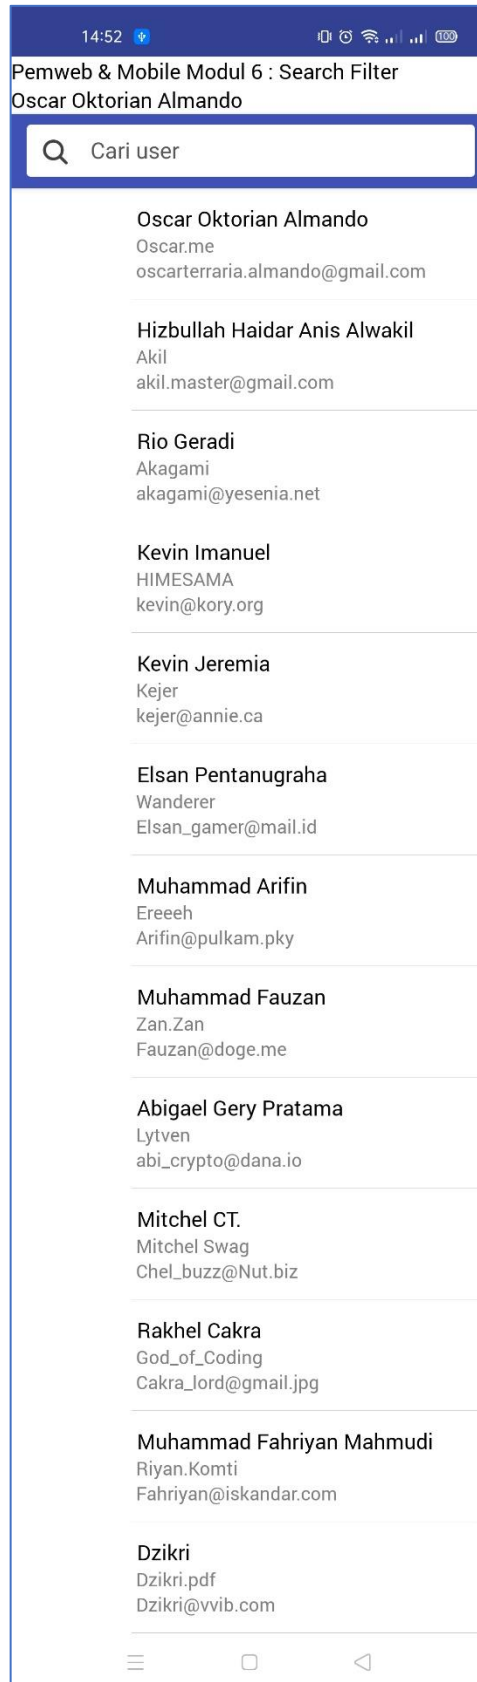 14:52
100
Pemweb & Mobile Modul 6 : Search Filter
Oscar Oktorian Almando
Cari user
Oscar Oktorian Almando
Oscar.me
oscarterraria.almando@gmail.com
Hizbullah Haidar Anis Alwakil
Akil
akil.master@gmail.com
Rio Geradi
Akagami
akagami@yesenia.net
Kevin Imanuel
HIMESAMA
kevin@kory.org
Kevin Jeremia
Kejer
kejer@annie.ca
Elsan Pentanugraha
Wanderer
Elsan_gamer@mail.id
Muhammad Arifin
Ereeeh
Arifin@pulkam.pky
Muhammad Fauzan
Zan.Zan
Fauzan@doge.me
Abigael Gery Pratama
Lytven
abi_crypto@dana.io
Mitchel CT.
Mitchel Swag
Chel_buzz@Nut.biz
Rakhel Cakra
God_of_Coding
Cakra_lord@gmail.jpg
Muhammad Fahriyan Mahmudi
Riyan.Komti
Fahriyan@iskandar.com
Dzikri
Dzikri.pdf
Dzikri@vvib.com